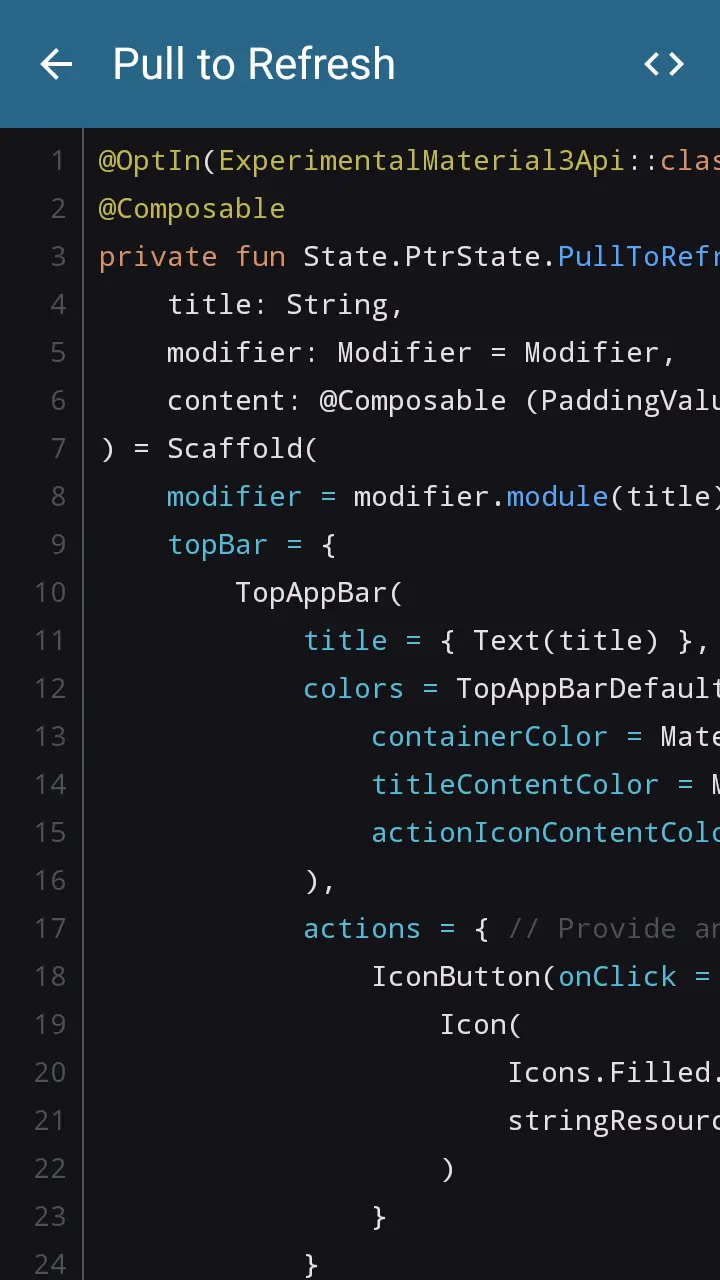 Pull to Refresh
1 @OptIn(ExperimentalMaterial3Api::clas
2 @Composable
3 private fun State.PtrState.PullToRefr
4 title: String,
5 modifier: Modifier = Modifier,
6 content: @Composable (PaddingValu
7 ) = Scaffold(
8 modifier = modifier.module(title)
9 topBar = {
10 TopAppBar(
11 title = { Text(title) },
12 colors = TopAppBarDefault
13 containerColor = Mate
14 titleContentColor = M
15 actionIconContentColo
16 ),
17 actions = { // Provide an
18 IconButton(onClick =
19 Icon(
20 Icons.Filled.
21 stringResourc
22 )
23 }
24 }